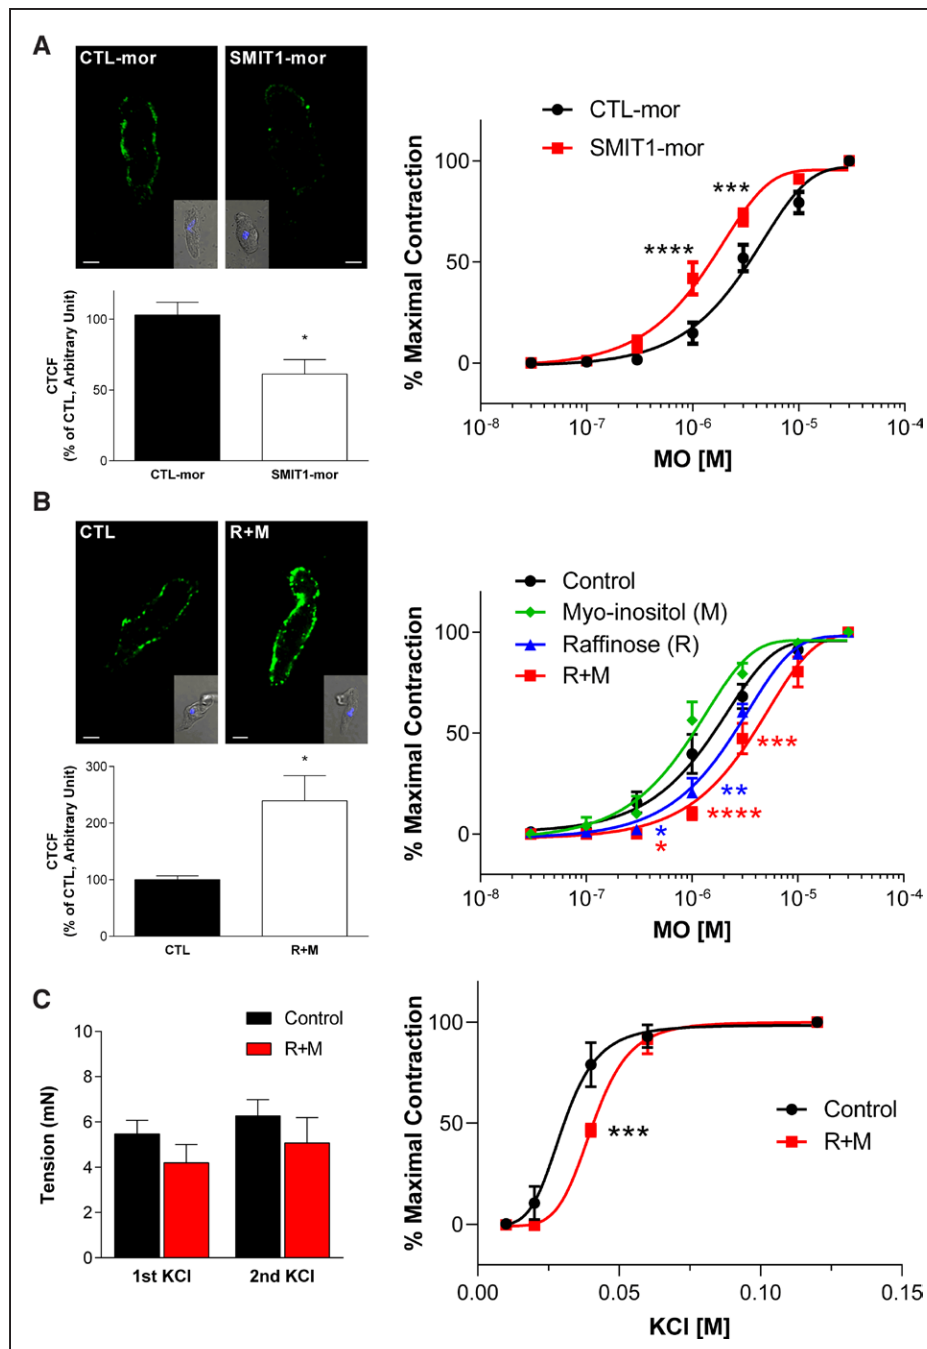 A
CTL-mor
SMIT1-mor
100
50
0
CTCF
(% of CTL, Arbitrary Unit)
*
CTL-mor
SMIT1-mor
CTL-mor
SMIT1-mor
100
50
0
% Maximal Contraction
***
****
10-8
10-7
10-6
10-5
10-4
MO [M]
B
CTL
R+M
300
200
100
0
CTCF
(% of CTL, Arbitrary Unit)
*
CTL
R+M
Control
Myo-inositol (M)
Raffinose (R)
R+M
100
50
0
% Maximal Contraction
***
**
****
*
*
10-8
10-7
10-6
10-5
10-4
MO [M]
C
Control
R+M
10
8
6
4
2
0
Tension (mN)
1st KCl
2nd KCl
100
50
0
% Maximal Contraction
Control
R+M
***
0.00
0.05
0.10
0.15
KCl [M]